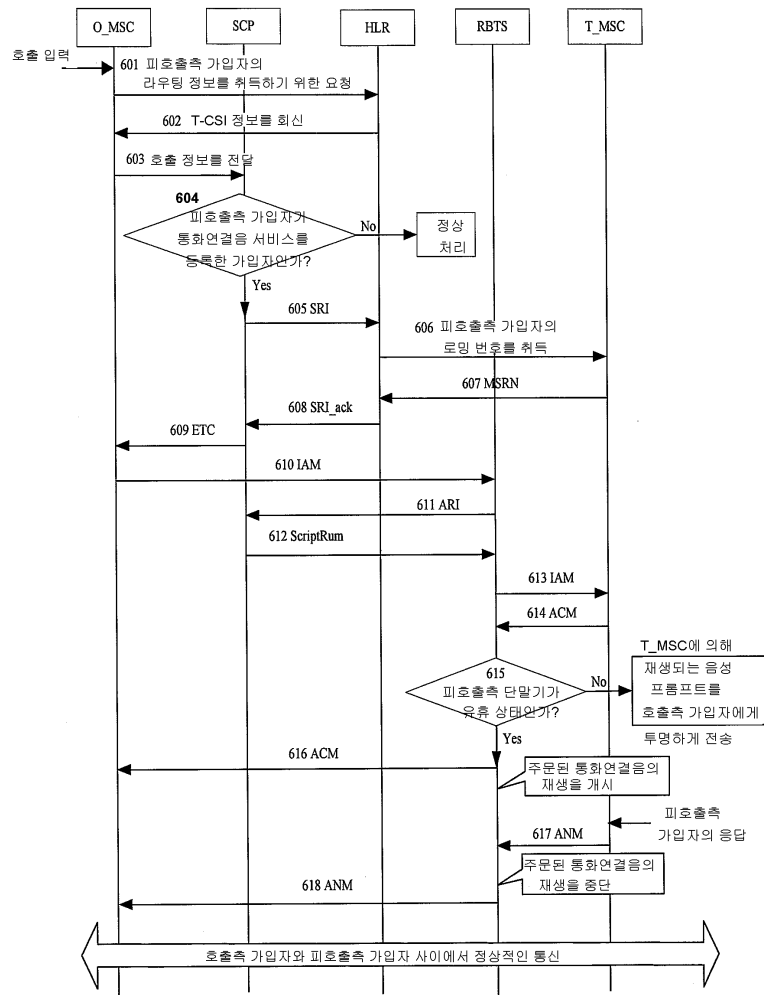 O_MSC
SCP
HLR
RBTS
T_MSC
호출 입력
601 피호출측 가입자의
라우팅 정보를 취득하기 위한 요청
602 T-CSI 정보를 회신
603 호출 정보를 전달
604
피호출측 가입자가
통화연결음 서비스를
등록한 가입자인가?
No
정상
처리
Yes
605 SRI
606 피호출측 가입자의
로밍 번호를 취득
607 MSRN
608 SRI_ack
609 ETC
610 IAM
611 ARI
612 ScriptRum
613 IAM
614 ACM
615
피호출측 단말기가
유휴 상태인가?
No
T_MSC에 의해
재생되는 음성
프롬프트를
호출측 가입자에게
투명하게 전송
Yes
616 ACM
주문된 통화연결음의
재생을 개시
피호출측
가입자의 응답
617 ANM
주문된 통화연결음의
재생을 중단
618 ANM
호출측 가입자와 피호출측 가입자 사이에서 정상적인 통신